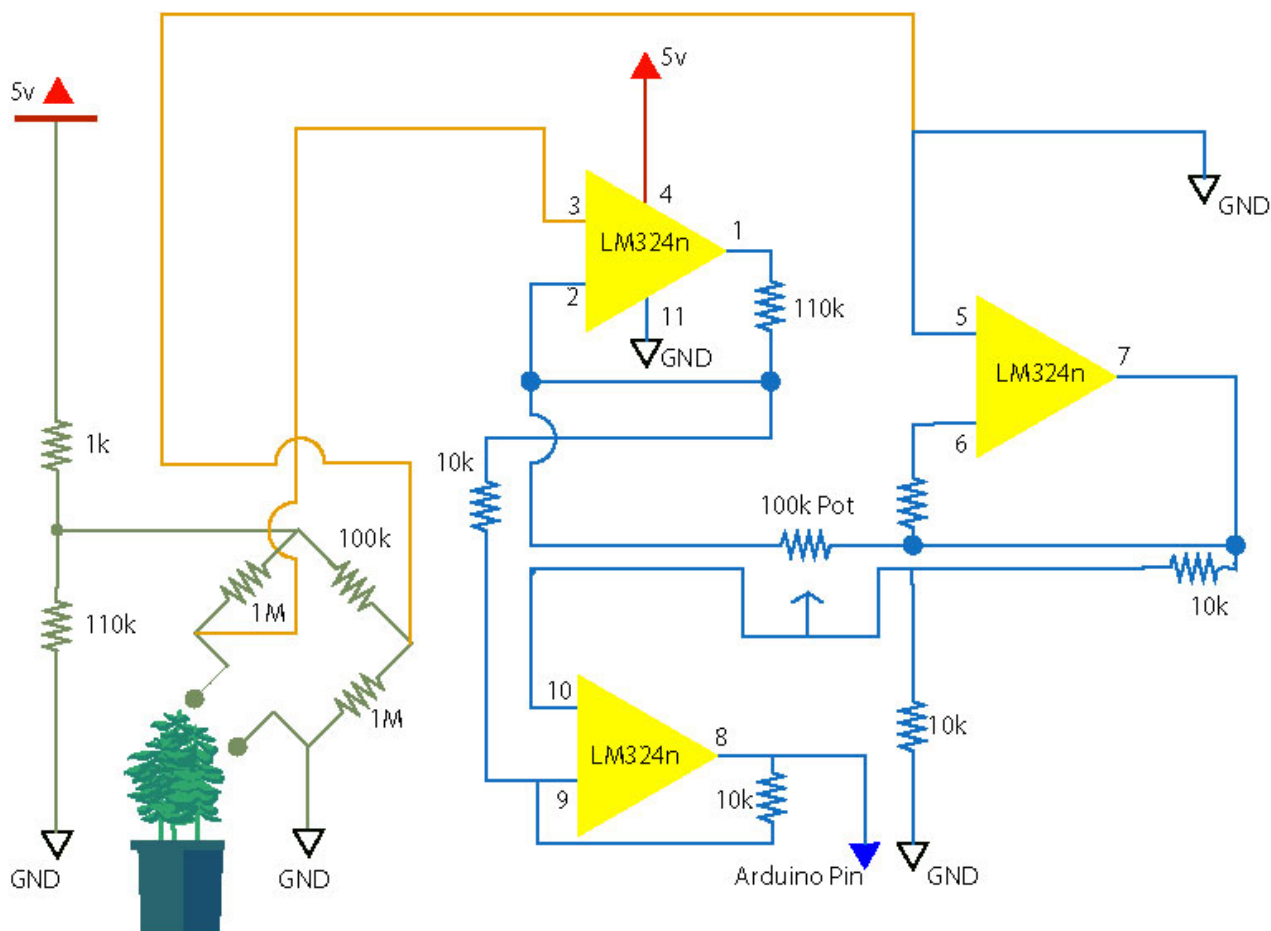 5v
5v
3
4
LM324n
1
GND
2
11
GND
110k
5
7
LM324n
6
1k
10k
100k Pot
100k
1M
110k
10k
1M
10
8
LM324n
10k
9
10k
GND
GND
Arduino Pin
GND